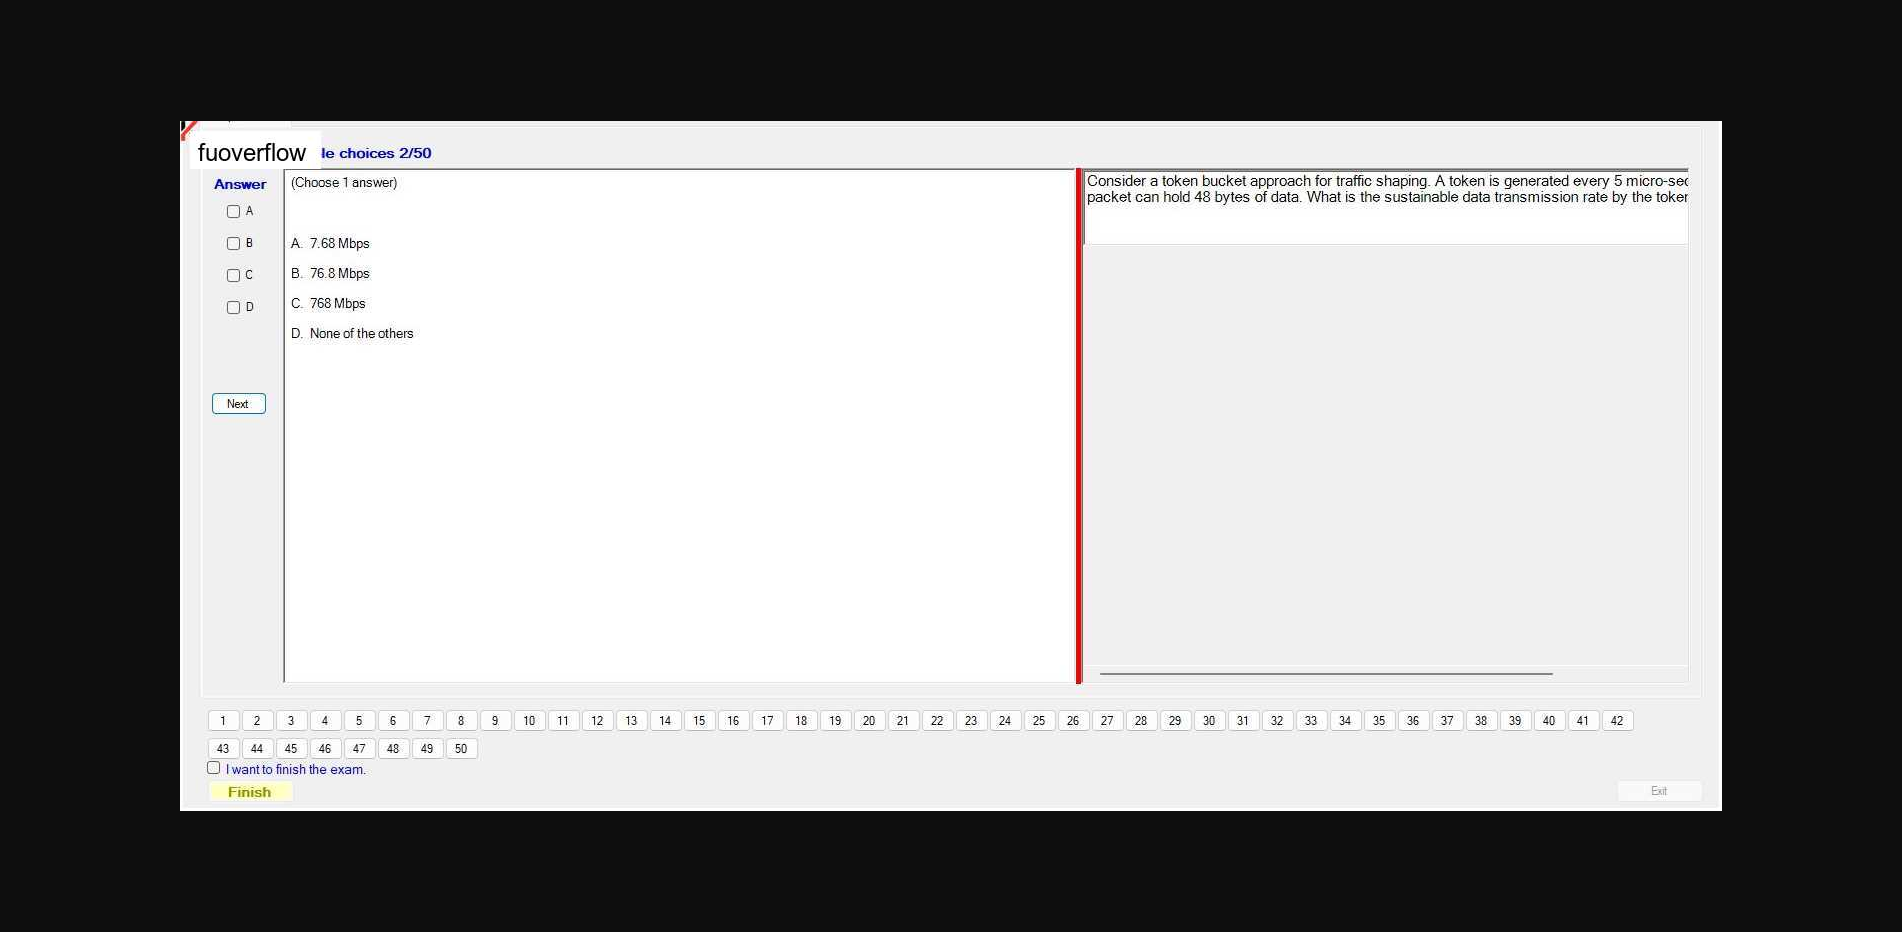 fuoverflow le choices 2/50
Answer
(Choose 1 answer)
A
B
C
D
A. 7.68 Mbps
B. 76.8 Mbps
C. 768 Mbps
D. None of the others
Next
Consider a token bucket approach for traffic shaping. A token is generated every 5 micro-sec
packet can hold 48 bytes of data. What is the sustainable data transmission rate by the token
1 2 3 4 5 6 7 8 9 10 11 12 13 14 15 16 17 18 19 20 21 22 23 24 25 26 27 28 29 30 31 32 33 34 35 36 37 38 39 40 41 42
43 44 45 46 47 48 49 50
I want to finish the exam.
Finish
Exit